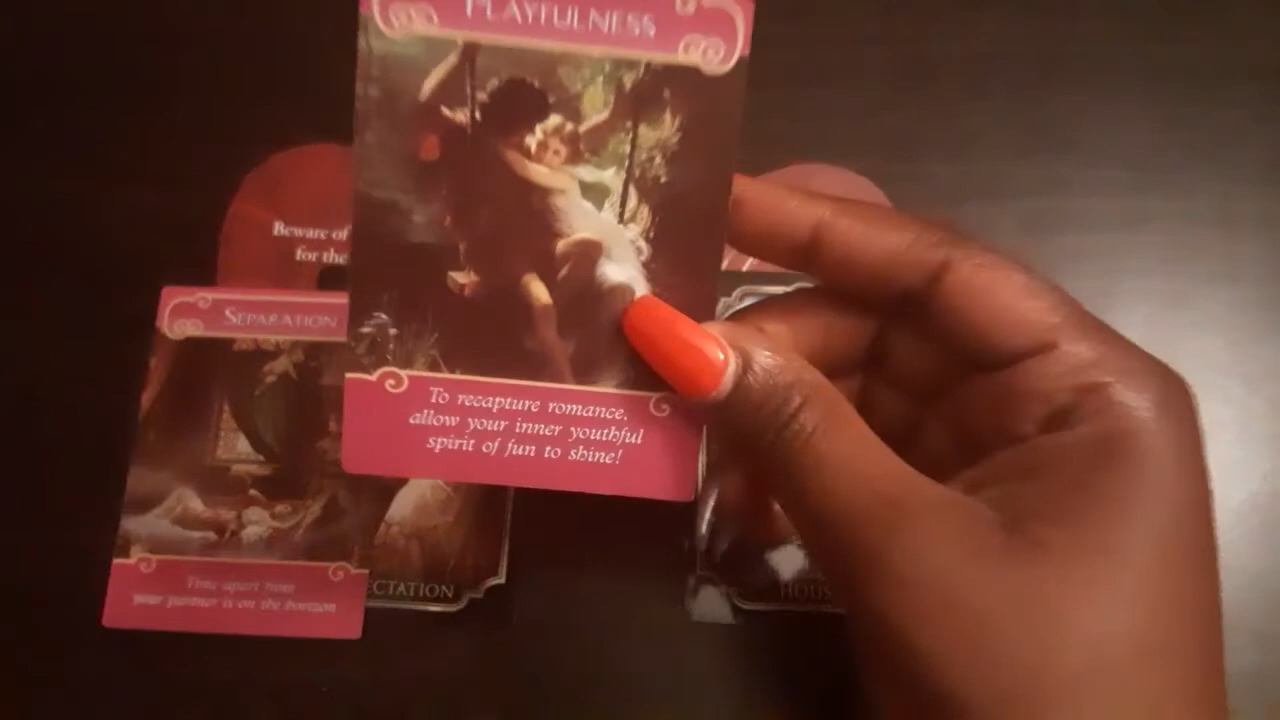 PLAYFULNESS
Beware of
for the
SEPARATION
To recapture romance,
allow your inner youthful
spirit of fun to shine!
Time apart from
your partner is on the horizon
ECTATION
HOUS